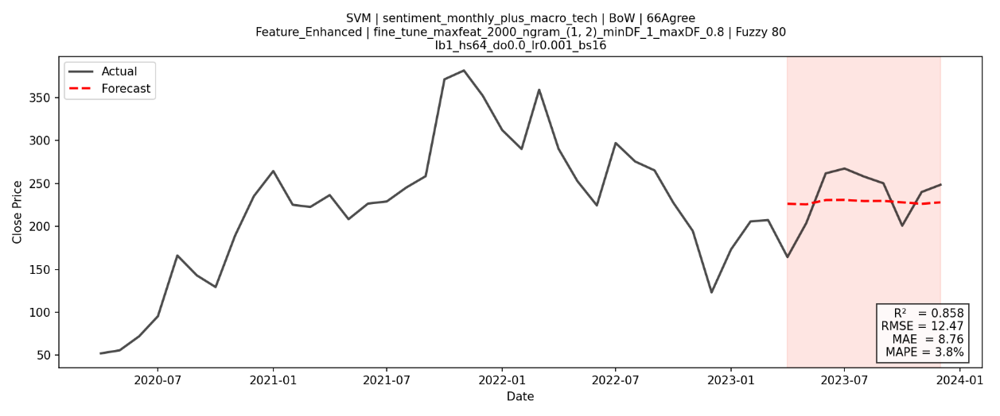 SVM | sentiment_monthly_plus_macro_tech | BoW | 66Agree
Feature_Enhanced | fine_tune_maxfeat_2000_ngram_(1, 2)_minDF_1_maxDF_0.8 | Fuzzy 80
lb1_hs64_do0.0_lr0.001_bs16
Actual
Forecast
Close Price
350
300
250
200
150
100
50
R² = 0.858
RMSE = 12.47
MAE = 8.76
MAPE = 3.8%
2020-07
2021-01
2021-07
2022-01
2022-07
2023-01
2023-07
2024-01
Date